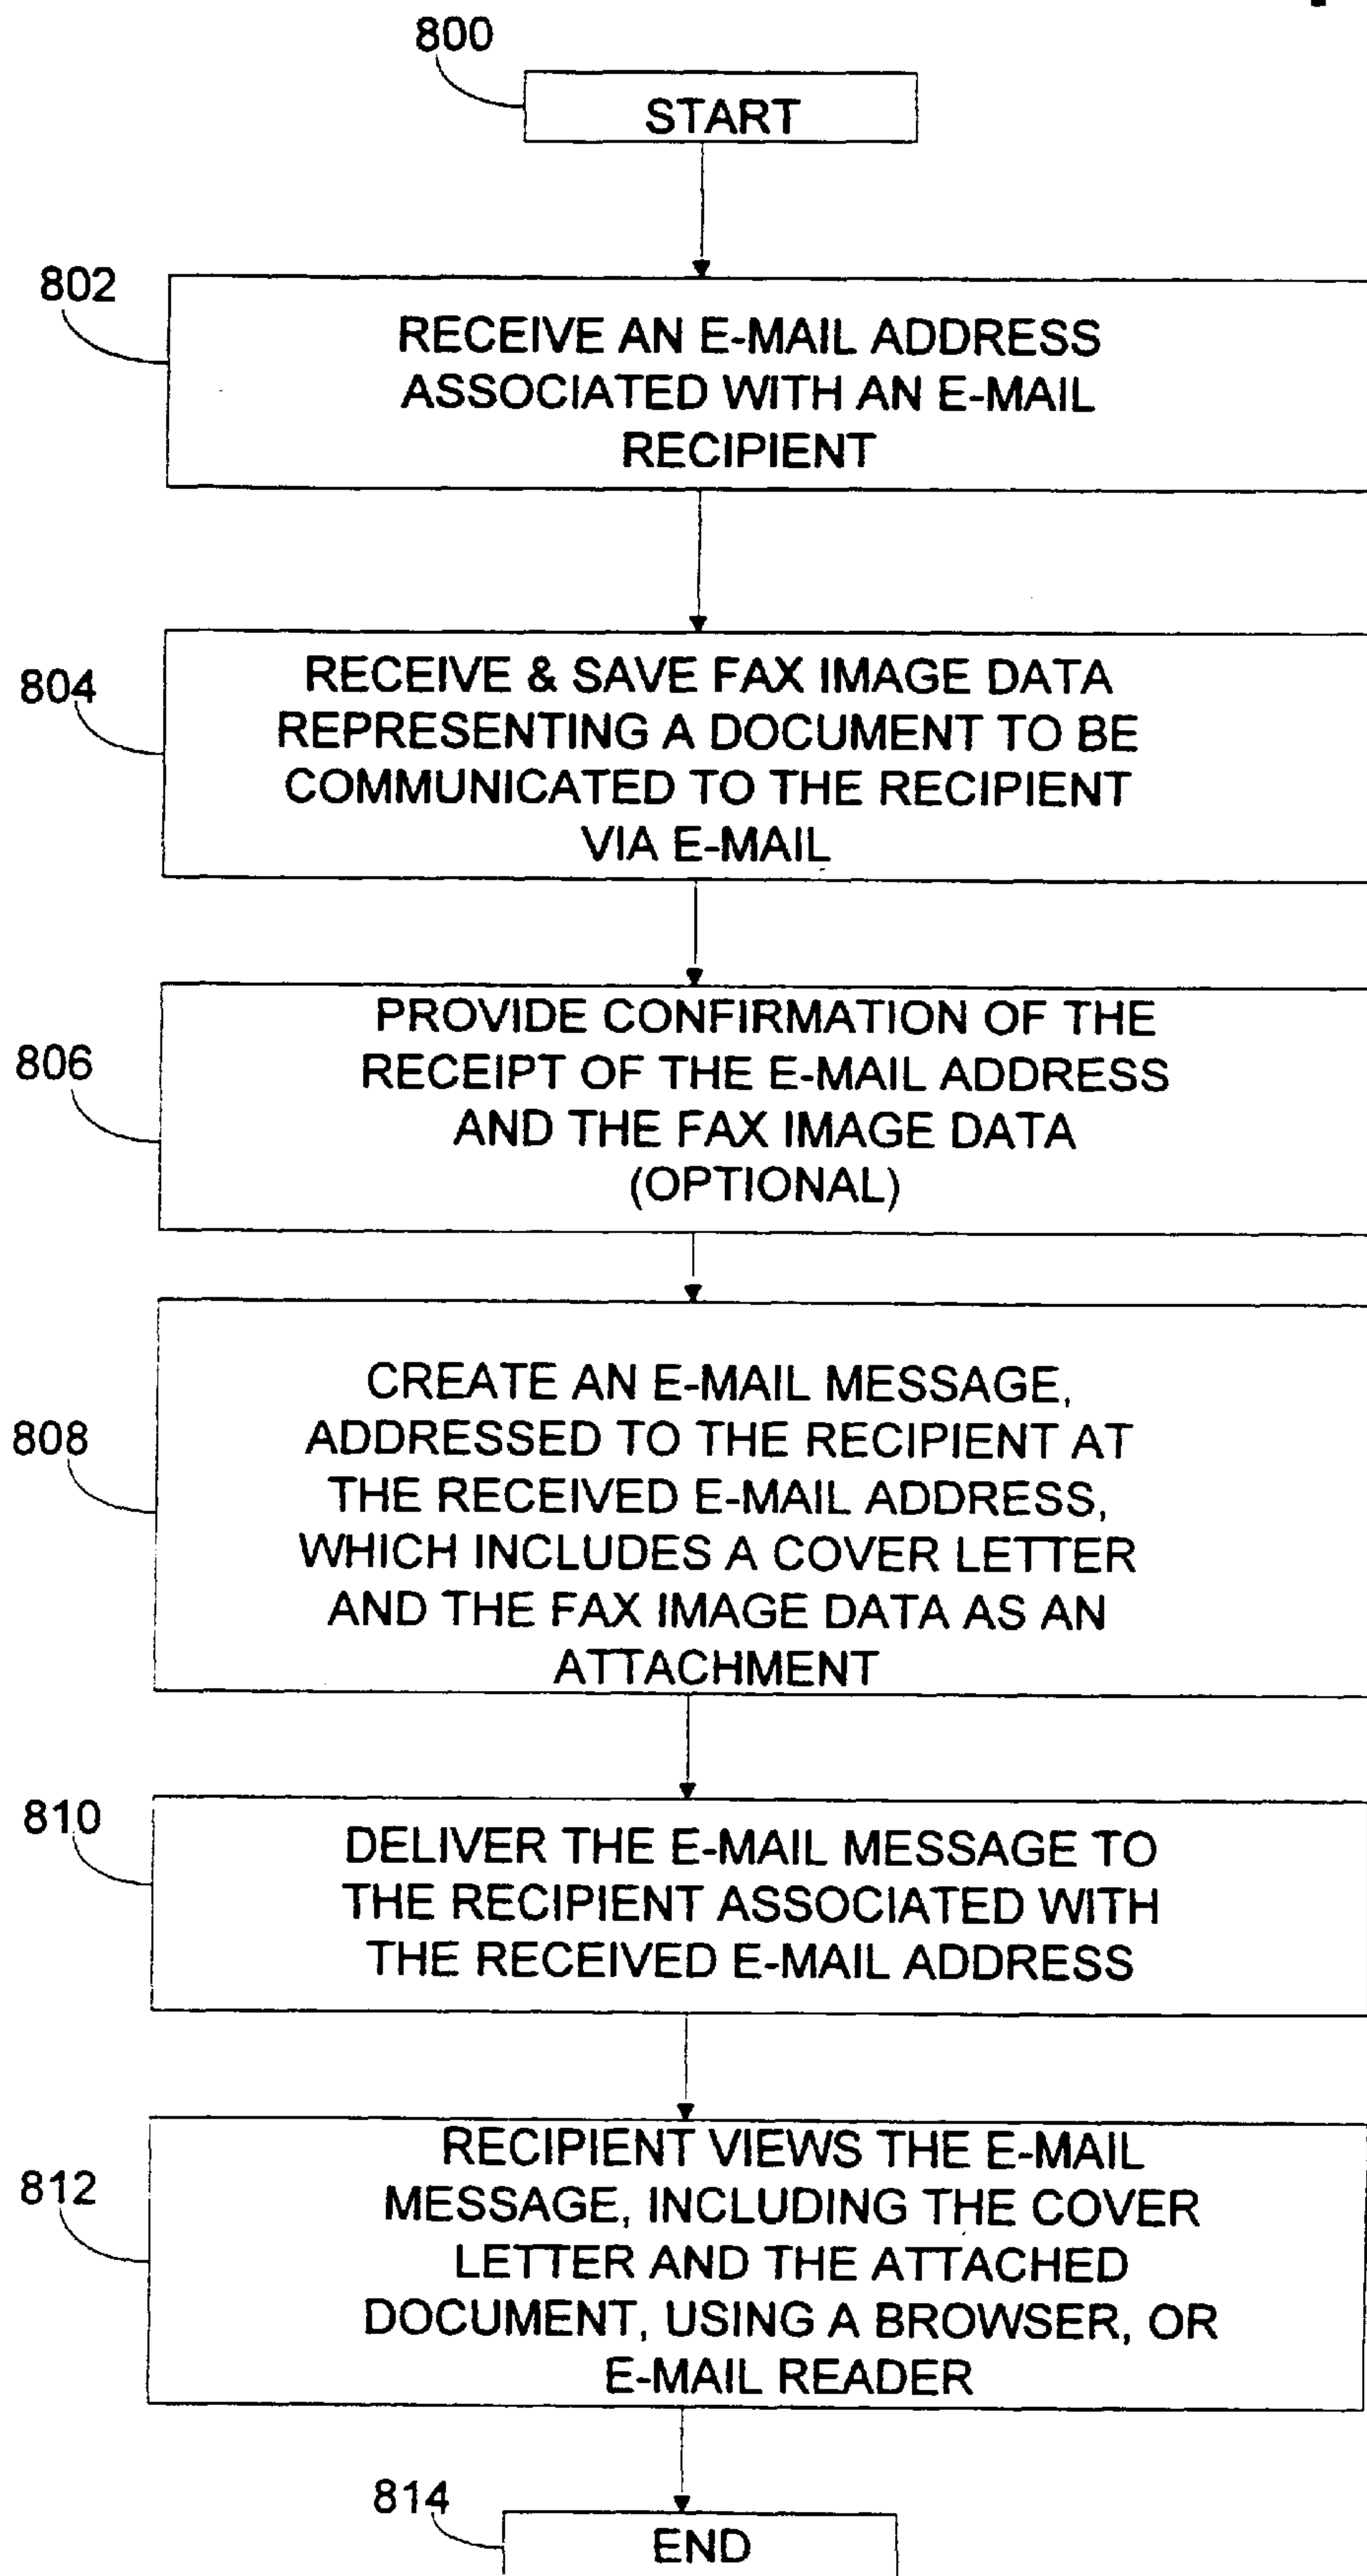 800
START
802
RECEIVE AN E-MAIL ADDRESS
ASSOCIATED WITH AN E-MAIL
RECIPIENT
804
RECEIVE & SAVE FAX IMAGE DATA
REPRESENTING A DOCUMENT TO BE
COMMUNICATED TO THE RECIPIENT
VIA E-MAIL
806
PROVIDE CONFIRMATION OF THE
RECEIPT OF THE E-MAIL ADDRESS
AND THE FAX IMAGE DATA
(OPTIONAL)
808
CREATE AN E-MAIL MESSAGE,
ADDRESSED TO THE RECIPIENT AT
THE RECEIVED E-MAIL ADDRESS,
WHICH INCLUDES A COVER LETTER
AND THE FAX IMAGE DATA AS AN
ATTACHMENT
810
DELIVER THE E-MAIL MESSAGE TO
THE RECIPIENT ASSOCIATED WITH
THE RECEIVED E-MAIL ADDRESS
812
RECIPIENT VIEWS THE E-MAIL
MESSAGE, INCLUDING THE COVER
LETTER AND THE ATTACHED
DOCUMENT, USING A BROWSER, OR
E-MAIL READER
814
END